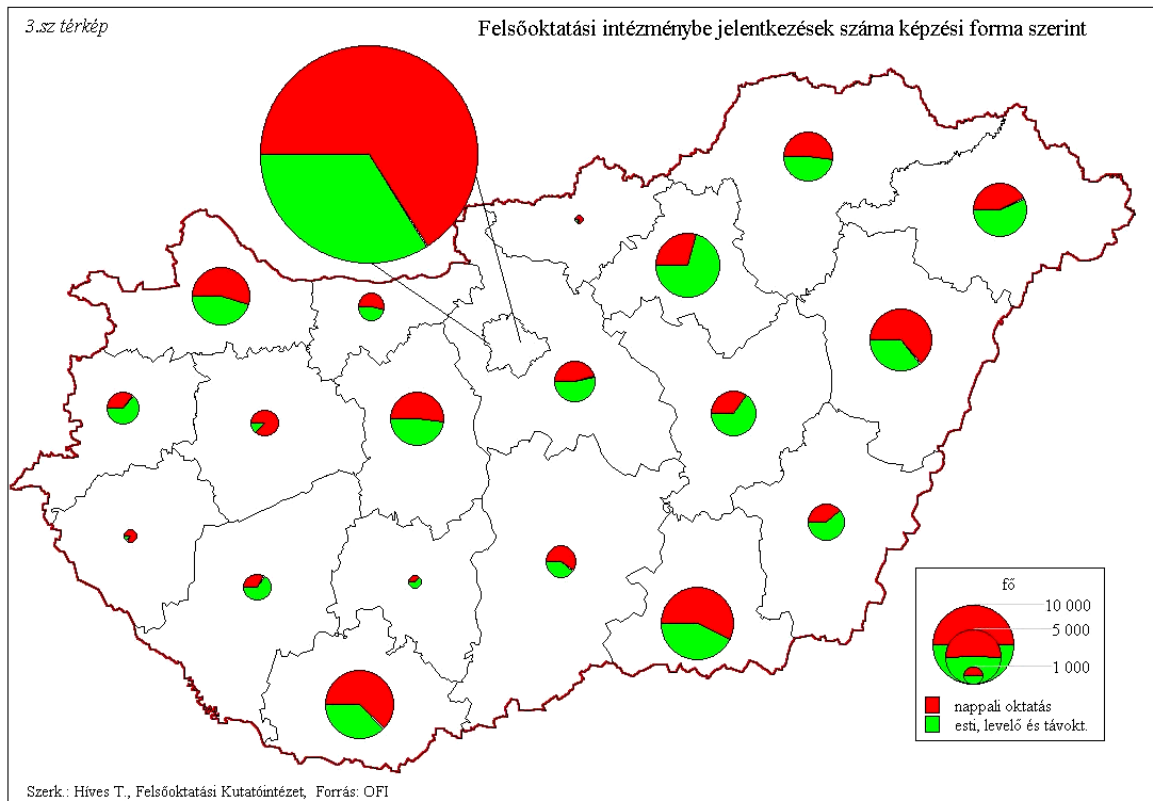 3.sz térkép
Felsőoktatási intézménybe jelentkezések száma képzési forma szerint
fő
10 000
5 000
1 000
nappali oktatás
esti, levelő és távokt.
Szerk.: Híves T., Felsőoktatási Kutatóintézet, Forrás: OFI